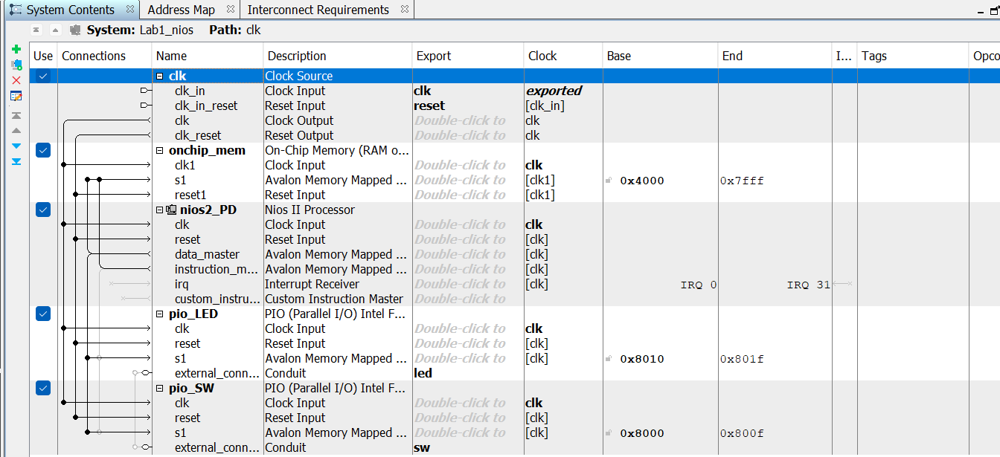 System Contents Address Map Interconnect Requirements
System: Lab1_nios Path: clk
Use Connections Name Description Export Clock Base End I... Tags Opco
clk Clock Source
clk_in Clock Input clk exported
clk_in_reset Reset Input reset [clk_in]
clk Clock Output Double-click to clk
clk_reset Reset Output Double-click to clk
onchip_mem On-Chip Memory (RAM o...
clk1 Clock Input Double-click to clk
s1 Avalon Memory Mapped ... Double-click to [clk1] 0x4000 0x7fff
reset1 Reset Input Double-click to [clk1]
nios2_PD Nios II Processor
clk Clock Input Double-click to clk
reset Reset Input Double-click to [clk]
data_master Avalon Memory Mapped ... Double-click to [clk]
instruction_m... Avalon Memory Mapped ... Double-click to [clk]
irq Interrupt Receiver Double-click to [clk] IRQ 0 IRQ 31
custom_instru... Custom Instruction Master Double-click to
pio_LED PIO (Parallel I/O) Intel F...
clk Clock Input Double-click to clk
reset Reset Input Double-click to [clk]
s1 Avalon Memory Mapped ... Double-click to [clk] 0x8010 0x801f
external_conn... Conduit led
pio_SW PIO (Parallel I/O) Intel F...
clk Clock Input Double-click to clk
reset Reset Input Double-click to [clk]
s1 Avalon Memory Mapped ... Double-click to [clk] 0x8000 0x800f
external_conn... Conduit sw